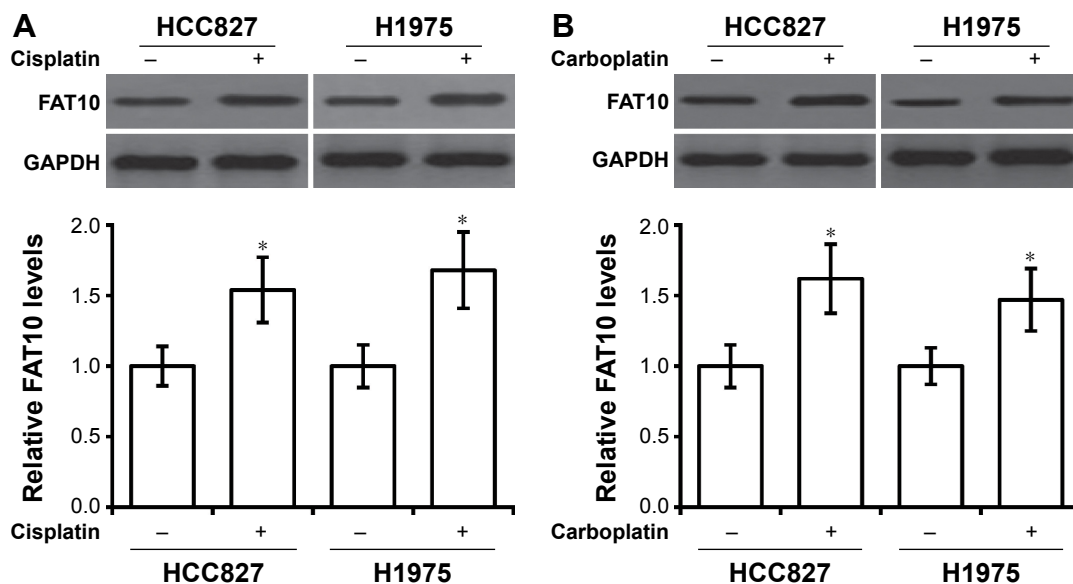 A
HCC827 H1975
Cisplatin – + – +
FAT10
GAPDH
2.0
1.5
1.0
0.5
0.0
Relative FAT10 levels
* *
Cisplatin – + – +
HCC827 H1975
B
HCC827 H1975
Carboplatin – + – +
FAT10
GAPDH
2.0
1.5
1.0
0.5
0.0
Relative FAT10 levels
* *
Carboplatin – + – +
HCC827 H1975